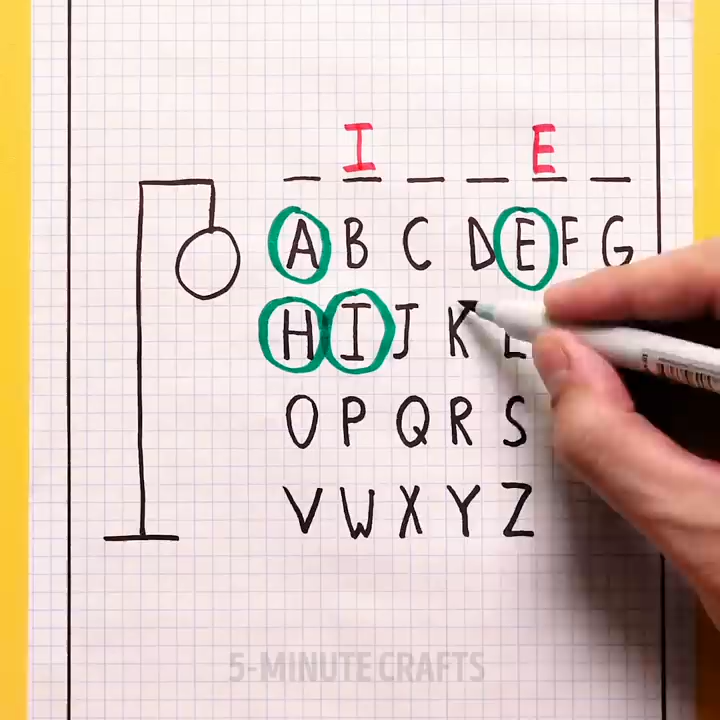 I E
A B C D E F G
H I J K L
O P Q R S
V W X Y Z
5-MINUTE CRAFTS